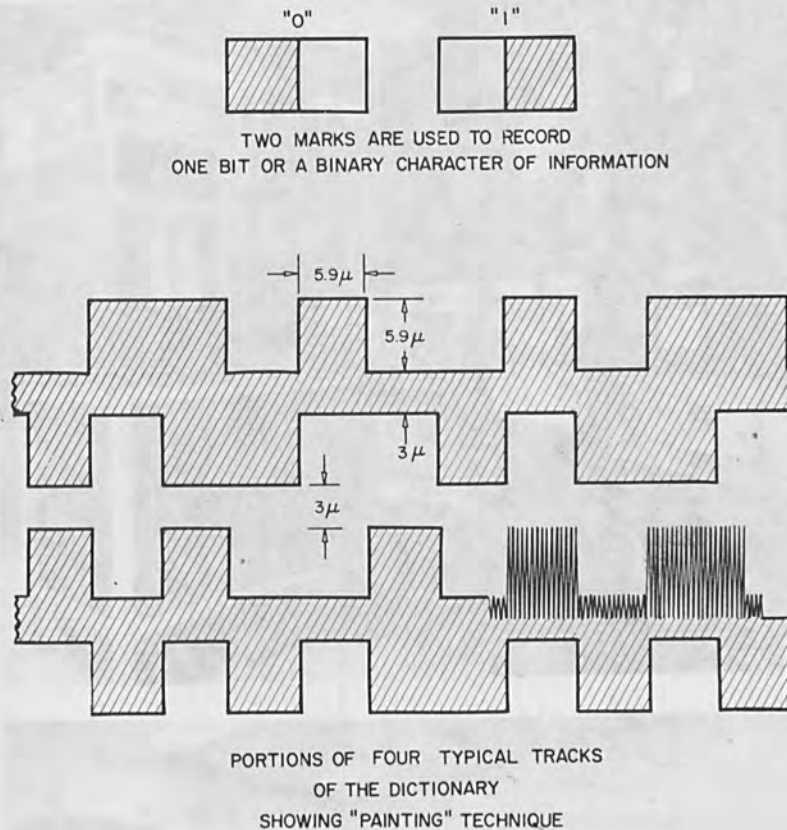 "0" "1"
TWO MARKS ARE USED TO RECORD
ONE BIT OR A BINARY CHARACTER OF INFORMATION
5.9μ
5.9μ
3μ
3μ
PORTIONS OF FOUR TYPICAL TRACKS
OF THE DICTIONARY
SHOWING "PAINTING" TECHNIQUE